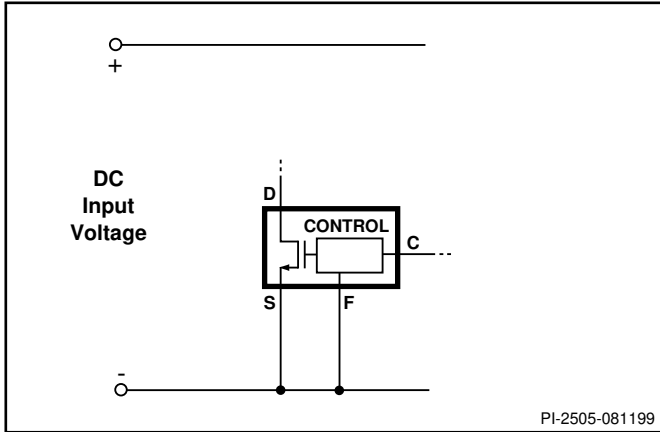 +
DC
Input
Voltage
D
CONTROL
C
S
F
-
PI-2505-081199